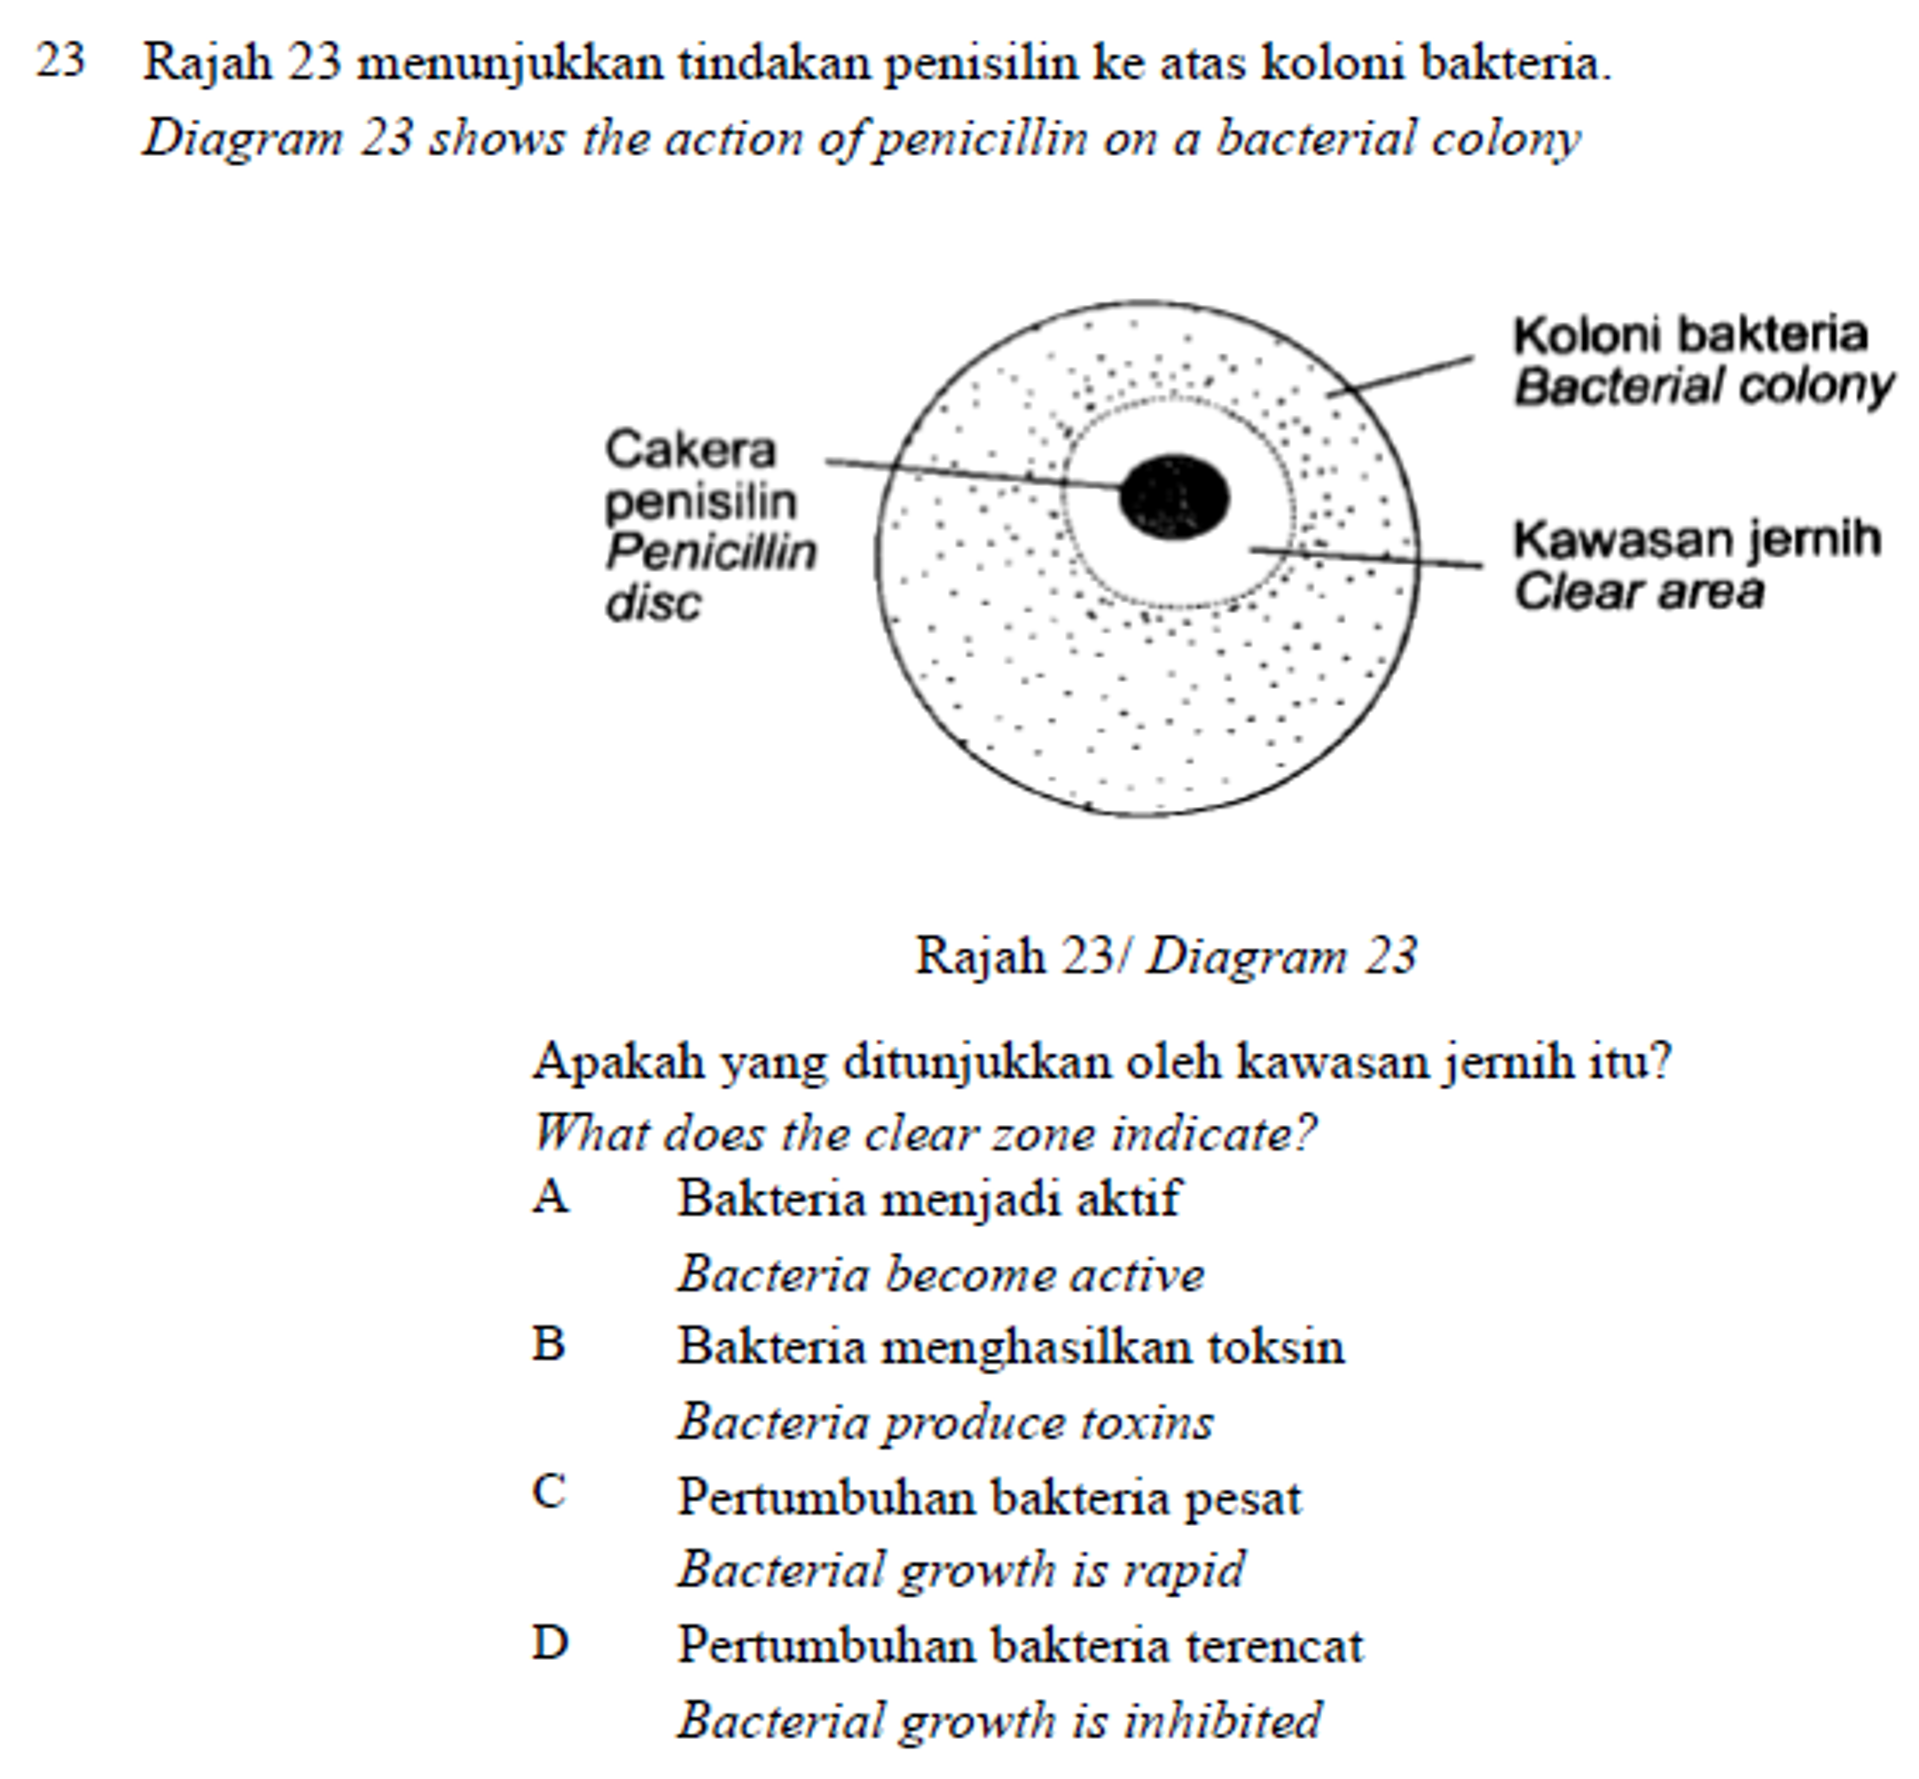 23 Rajah 23 menunjukkan tindakan penisilin ke atas koloni bakteria.
Diagram 23 shows the action of penicillin on a bacterial colony
Koloni bakteria
Bacterial colony
Cakera
penisilin
Penicillin
disc
Kawasan jernih
Clear area
Rajah 23/ Diagram 23
Apakah yang ditunjukkan oleh kawasan jernih itu?
What does the clear zone indicate?
A Bakteria menjadi aktif
Bacteria become active
B Bakteria menghasilkan toksin
Bacteria produce toxins
C Pertumbuhan bakteria pesat
Bacterial growth is rapid
D Pertumbuhan bakteria terencat
Bacterial growth is inhibited